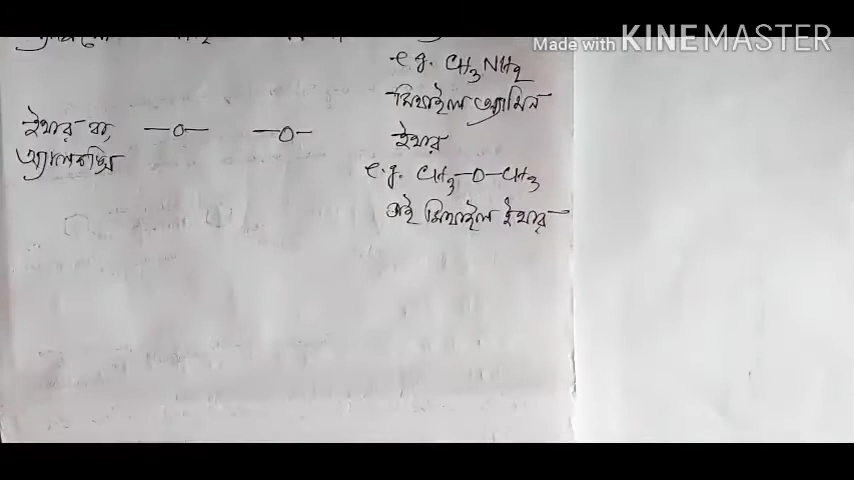 Made with KINEMASTER
e.g. CH3NH2
মিথাইল অ্যামিন
ইথার বা, —O— —O—
অ্যালকক্সি
ইথার
e.g. CH3—O—CH3
ডাই মিথাইল ইথার